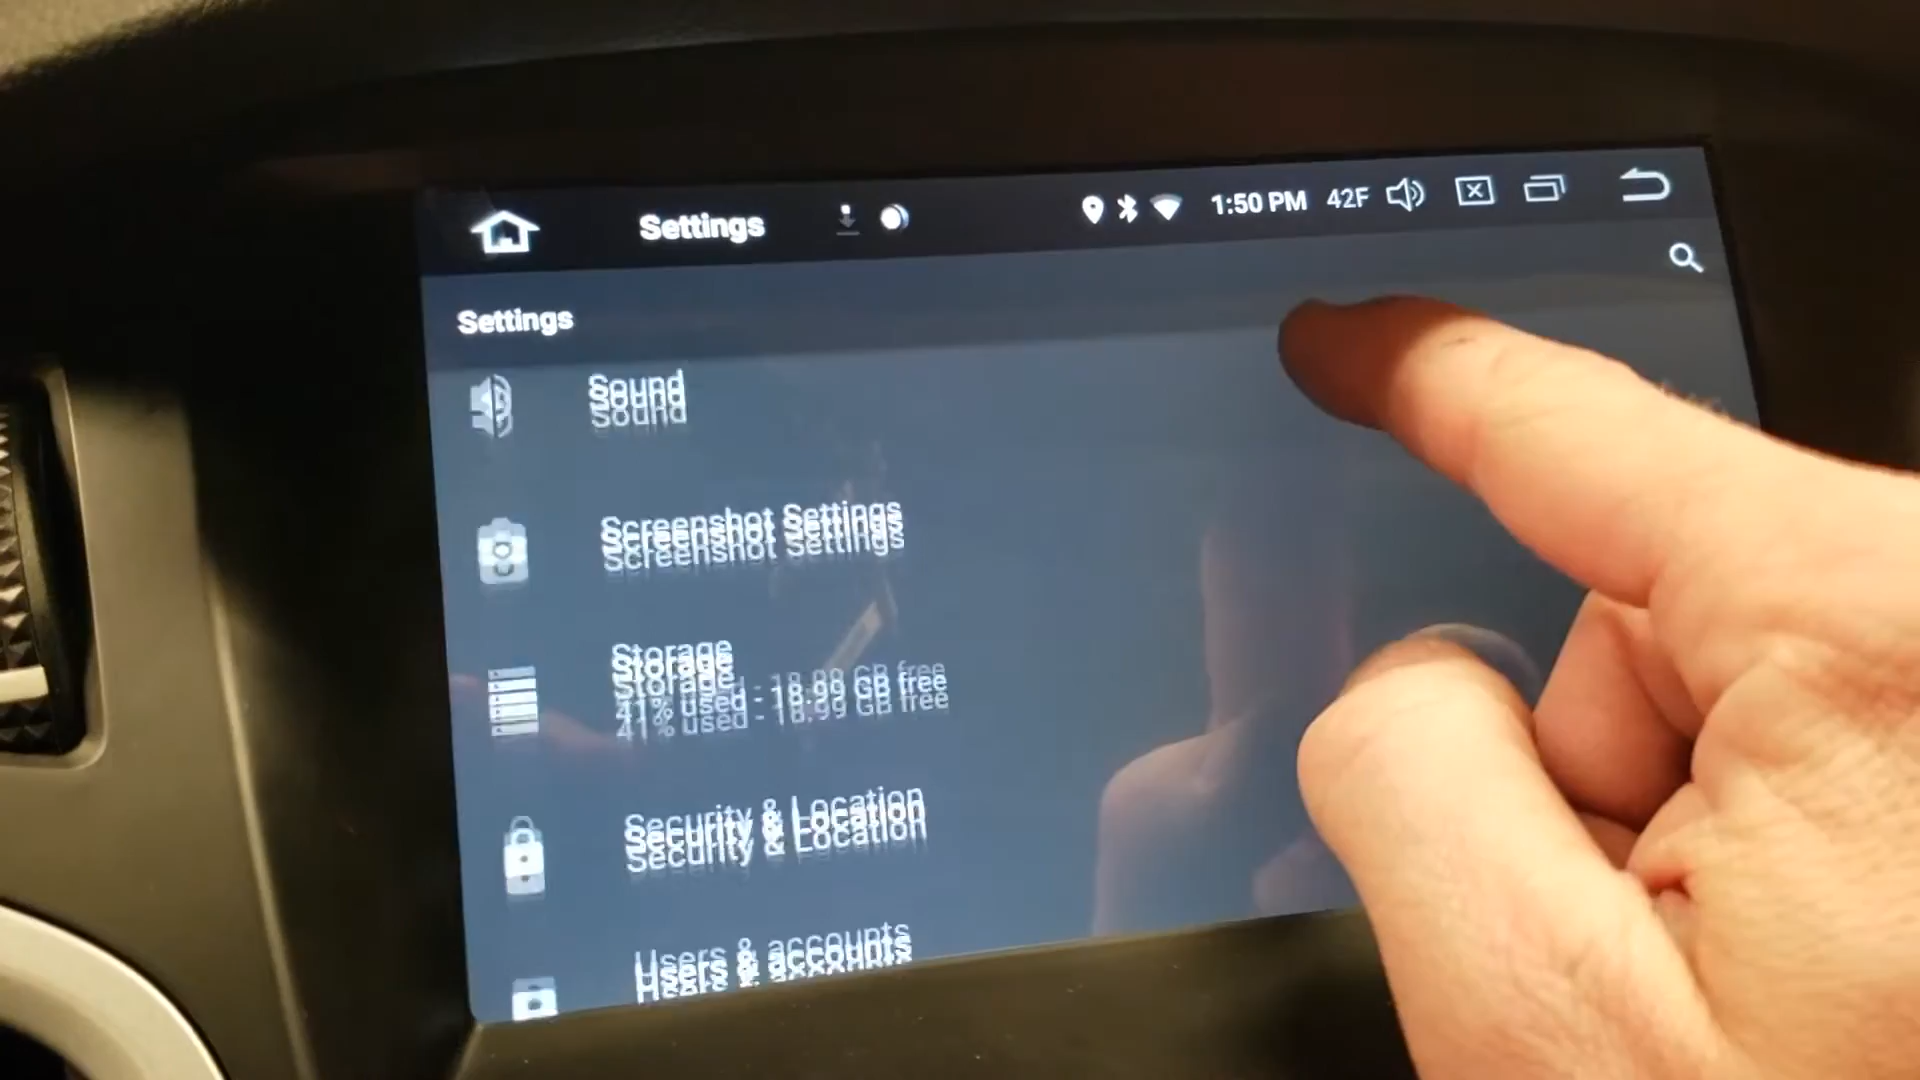 Settings
1:50 PM 42F
Settings
Sound
Screenshot Settings
Storage
41% used - 18.99 GB free
Security & Location
Users & accounts